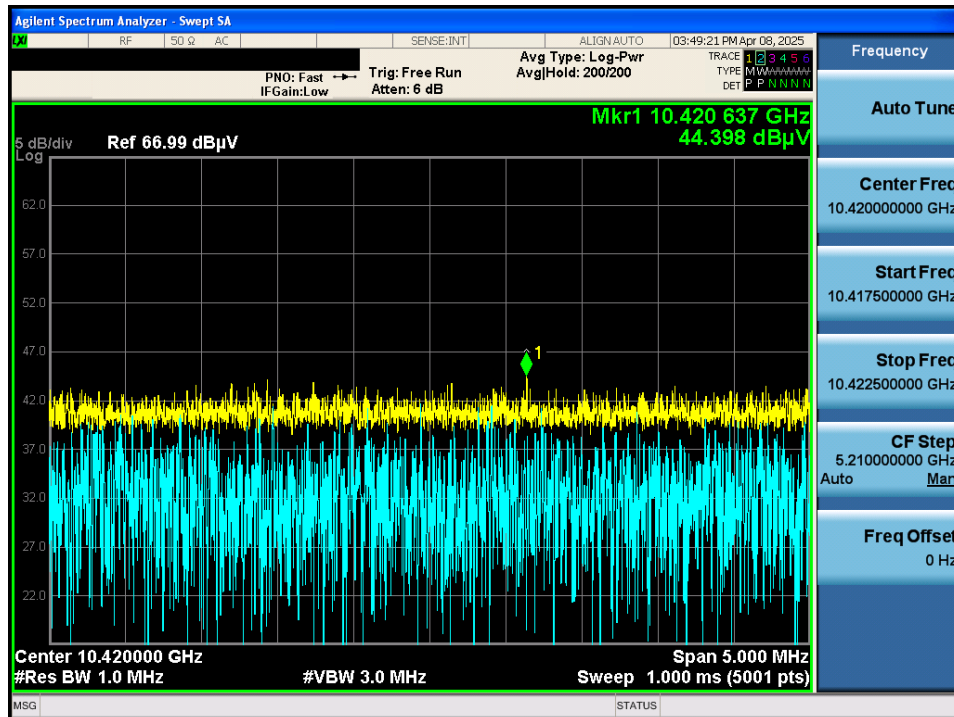 Agilent Spectrum Analyzer - Swept SA
LXI RF 50 Ω AC SENSE:INT ALIGN AUTO 03:49:21 PM Apr 08, 2025
PNO: Fast
IFGain:Low
Trig: Free Run
Atten: 6 dB
Avg Type: Log-Pwr
Avg|Hold: 200/200
TRACE 1 2 3 4 5 6
TYPE M W
DET P P N N N N
Mkr1 10.420 637 GHz
44.398 dBµV
5 dB/div Ref 66.99 dBµV
Log
62.0
57.0
52.0
47.0
42.0
37.0
32.0
27.0
22.0
1
Center 10.420000 GHz Span 5.000 MHz
#Res BW 1.0 MHz #VBW 3.0 MHz Sweep 1.000 ms (5001 pts)
MSG STATUS
Frequency
Auto Tune
Center Freq
10.420000000 GHz
Start Freq
10.417500000 GHz
Stop Freq
10.422500000 GHz
CF Step
5.210000000 GHz
Auto Man
Freq Offset
0 Hz